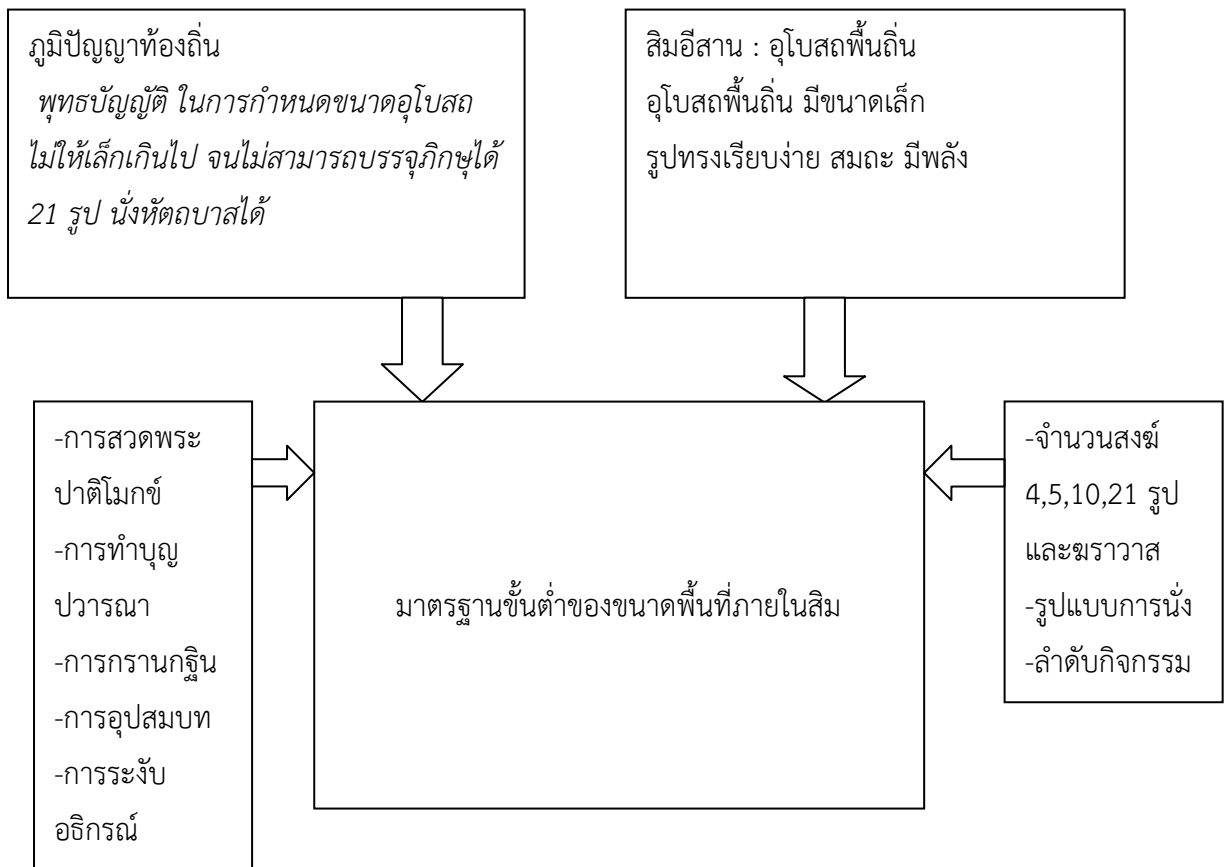 ภูมิปัญญาท้องถิ่น
พุทธบัญญัติ ในการกำหนดขนาดอุโบสถ
ไม่ให้เล็กเกินไป จนไม่สามารถบรรจุภิกษุได้
21 รูป นั่งหัตถบาสได้
สิมอีสาน : อุโบสถพื้นถิ่น
อุโบสถพื้นถิ่น มีขนาดเล็ก
รูปทรงเรียบง่าย สมถะ มีพลัง
-การสวดพระ
ปาติโมกข์
-การทำบุญ
ปวารณา
-การกรานกฐิน
-การอุปสมบท
-การระงับ
อธิกรณ์
มาตรฐานขั้นต่ำของขนาดพื้นที่ภายในสิม
-จำนวนสงฆ์
4,5,10,21 รูป
และฆราวาส
-รูปแบบการนั่ง
-ลำดับกิจกรรม